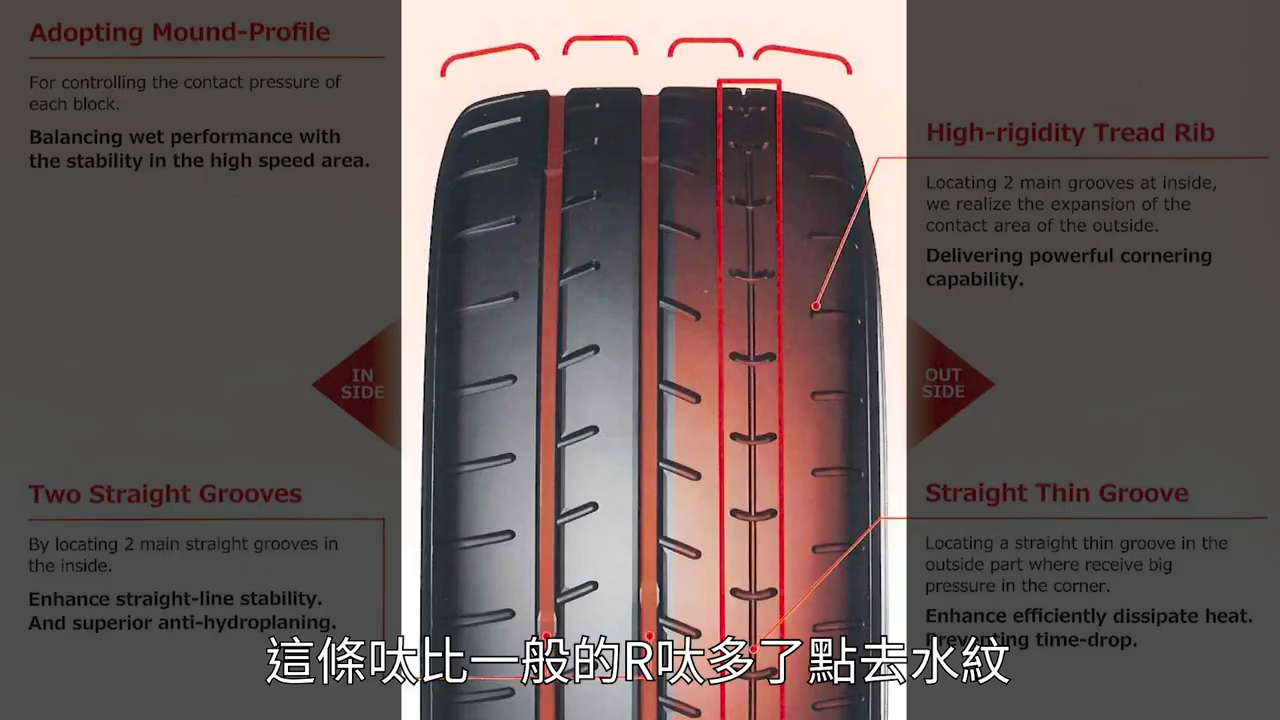 Adopting Mound-Profile
For controlling the contact pressure of
each block.
Balancing wet performance with
the stability in the high speed area.
IN
SIDE
Two Straight Grooves
By locating 2 main straight grooves in
the inside.
Enhance straight-line stability.
And superior anti-hydroplaning.
High-rigidity Tread Rib
Locating 2 main grooves at inside,
we realize the expansion of the
contact area of the outside.
Delivering powerful cornering
capability.
OUT
SIDE
Straight Thin Groove
Locating a straight thin groove in the
outside part where receive big
pressure in the corner.
Enhance efficiently dissipate heat.
Preventing time-drop.
這條呔比一般的R呔多了點去水紋